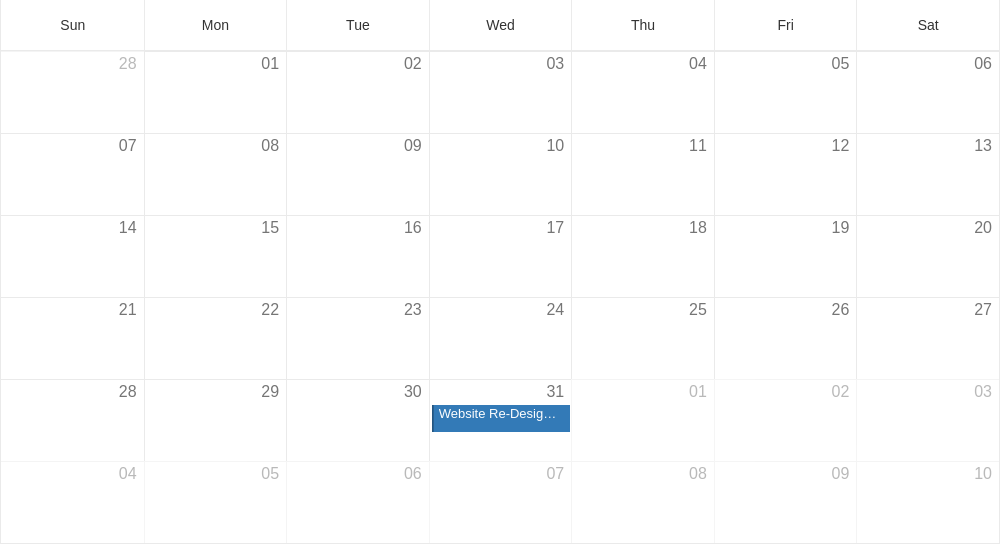 Sun Mon Tue Wed Thu Fri Sat
28 01 02 03 04 05 06
07 08 09 10 11 12 13
14 15 16 17 18 19 20
21 22 23 24 25 26 27
28 29 30 31 01 02 03
Website Re-Desig…
04 05 06 07 08 09 10